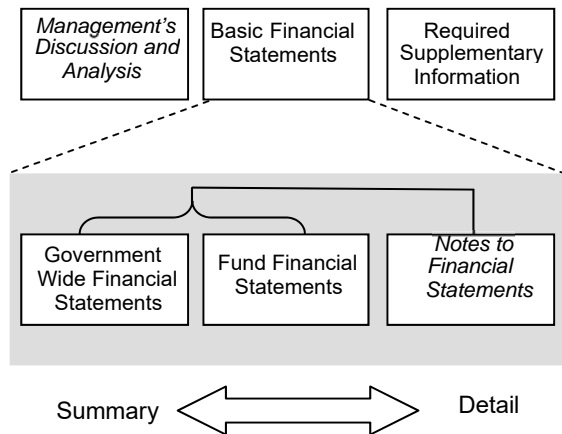 Management's
Discussion and
Analysis
Basic Financial
Statements
Required
Supplementary
Information
Government
Wide Financial
Statements
Fund Financial
Statements
Notes to
Financial
Statements
Summary
Detail